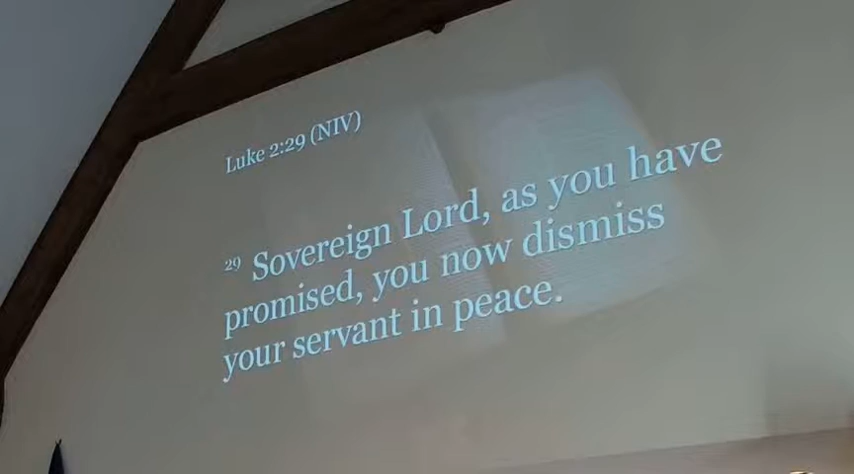 Luke 2:29 (NIV)
29 Sovereign Lord, as you have
promised, you now dismiss
your servant in peace.